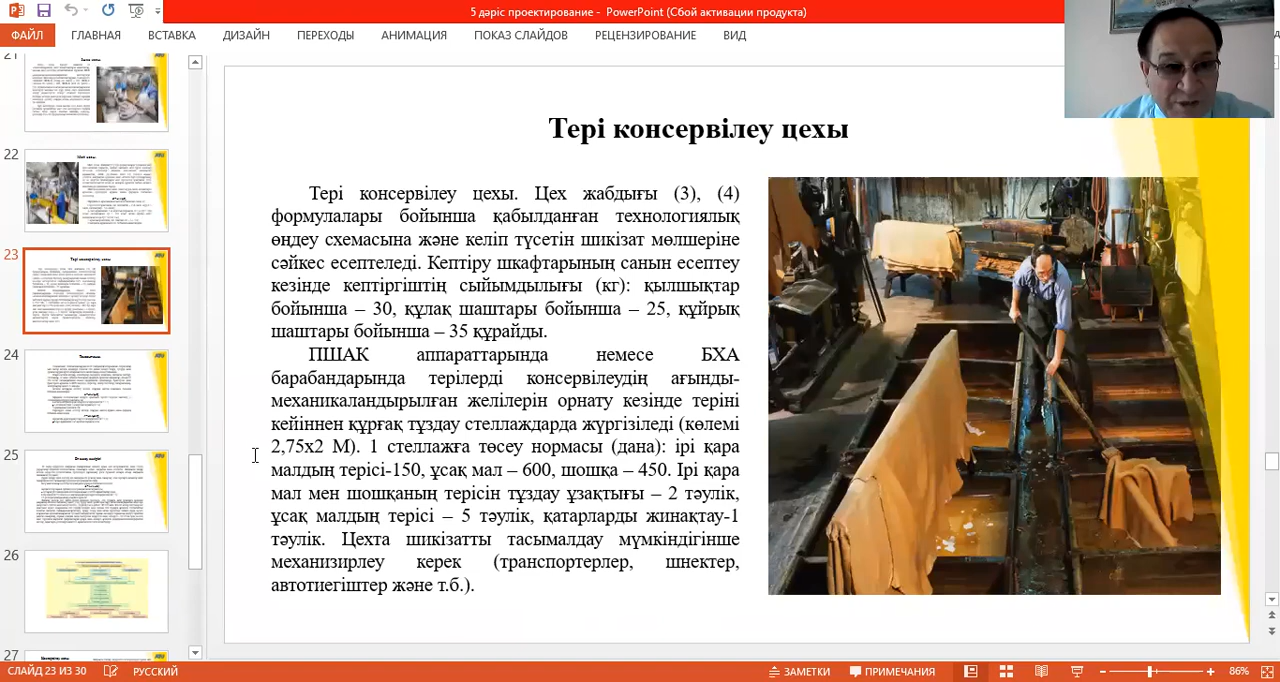 5 дәріс проектирование - PowerPoint (Сбой активации продукта)
ФАЙЛ ГЛАВНАЯ ВСТАВКА ДИЗАЙН ПЕРЕХОДЫ АНИМАЦИЯ ПОКАЗ СЛАЙДОВ РЕЦЕНЗИРОВАНИЕ ВИД
21
22
23
24
25
26
27
Тері консервілеу цехы
Тері консервілеу цехы. Цех жабдығы (3), (4)
формулалары бойынша қабылданған технологиялық
өңдеу схемасына және келіп түсетін шикізат мөлшеріне
сәйкес есептеледі. Кептіру шкафтарының санын есептеу
кезінде кептіргіштің сыйымдылығы (кг): қылшықтар
бойынша – 30, құлақ шаштары бойынша – 25, құйрық
шаштары бойынша – 35 құрайды.
ПШАК аппараттарында немесе БХА
барабандарында терілерді консервілеудің ағынды-
механикаландырылған желілерін орнату кезінде теріні
кейіннен құрғақ тұздау стеллаждарда жүргізіледі (көлемі
2,75х2 М). 1 стеллажға төсеу нормасы (дана): ірі қара
малдың терісі-150, ұсақ мал – 600, шошқа – 450. Ірі қара
мал мен шошқаның терісін тұздау ұзақтығы – 2 тәулік,
ұсақ малдың терісі – 5 тәулік, қатарларды жинақтау-1
тәулік. Цехта шикізатты тасымалдау мүмкіндігінше
механизирлеу керек (транспортерлер, шнектер,
автотиегіштер және т.б.).
СЛАЙД 23 ИЗ 30 РУССКИЙ ЗАМЕТКИ ПРИМЕЧАНИЯ 86%